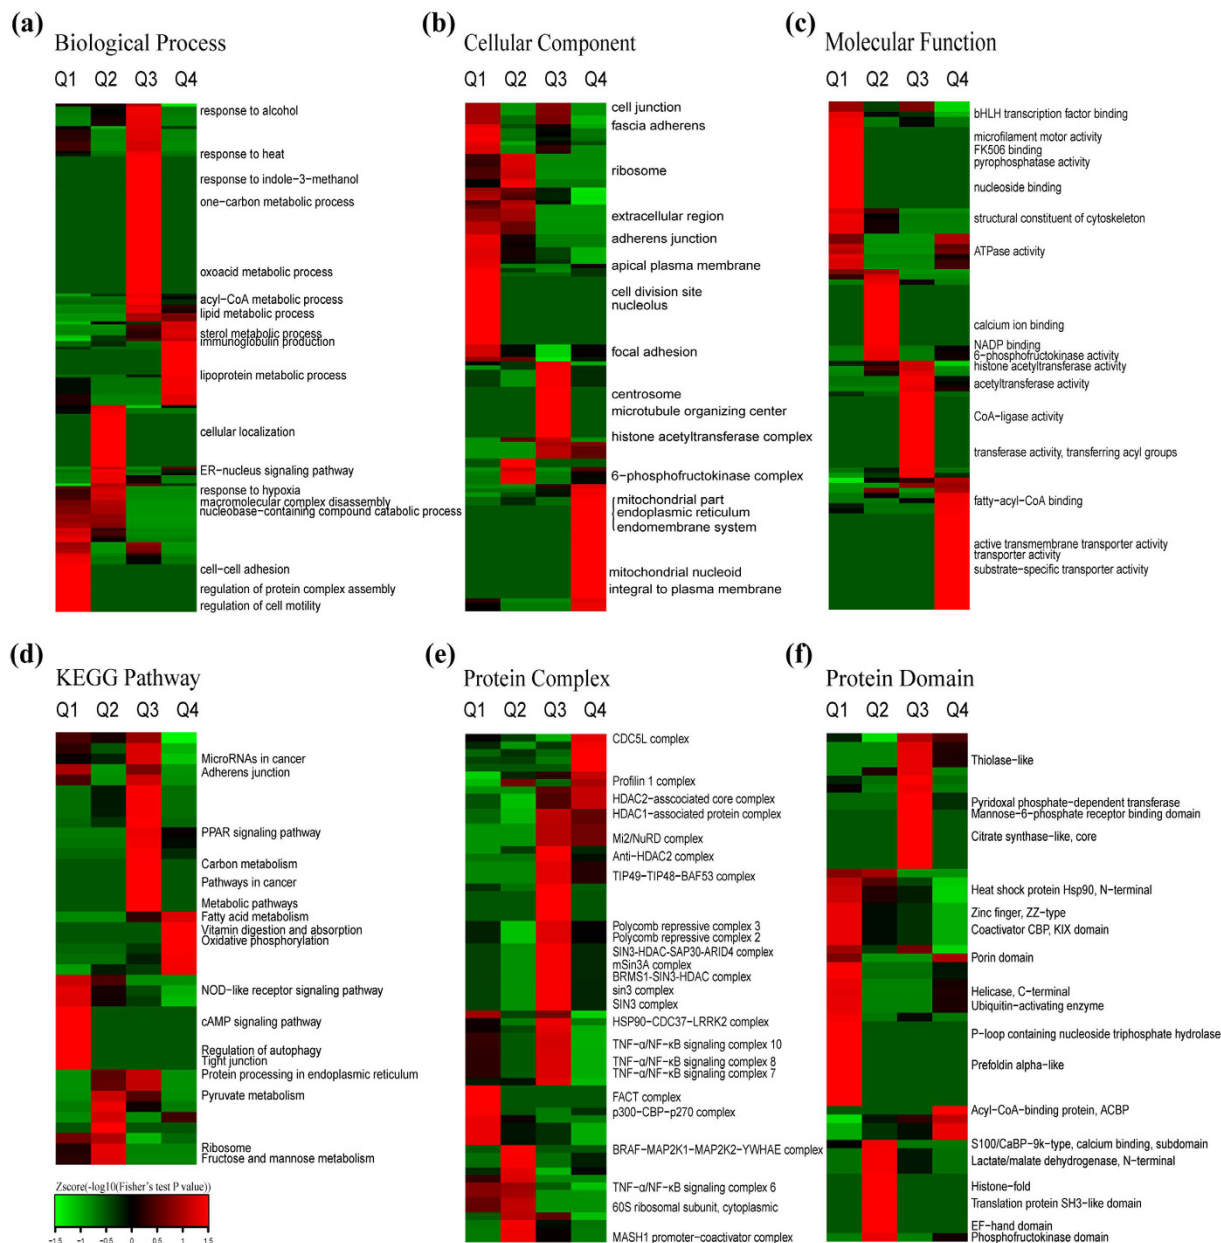 (a)
Biological Process
Q1 Q2 Q3 Q4
response to alcohol
response to heat
response to indole-3-methanol
one-carbon metabolic process
oxoacid metabolic process
acyl-CoA metabolic process
lipid metabolic process
sterol metabolic process
immunoglobulin production
lipoprotein metabolic process
cellular localization
ER-nucleus signaling pathway
response to hypoxia
macromolecular complex disassembly
nucleobase-containing compound catabolic process
cell-cell adhesion
regulation of protein complex assembly
regulation of cell motility
(b)
Cellular Component
Q1 Q2 Q3 Q4
cell junction
fascia adherens
ribosome
extracellular region
adherens junction
apical plasma membrane
cell division site
nucleolus
focal adhesion
centrosome
microtubule organizing center
histone acetyltransferase complex
6-phosphofructokinase complex
mitochondrial part
endoplasmic reticulum
endomembrane system
mitochondrial nucleoid
integral to plasma membrane
(c)
Molecular Function
Q1 Q2 Q3 Q4
bHLH transcription factor binding
microfilament motor activity
FK506 binding
pyrophosphatase activity
nucleoside binding
structural constituent of cytoskeleton
ATPase activity
calcium ion binding
NADP binding
6-phosphofructokinase activity
histone acetyltransferase activity
acetyltransferase activity
CoA-ligase activity
transferase activity, transferring acyl groups
fatty-acyl-CoA binding
active transmembrane transporter activity
transporter activity
substrate-specific transporter activity
(d)
KEGG Pathway
Q1 Q2 Q3 Q4
MicroRNAs in cancer
Adherens junction
PPAR signaling pathway
Carbon metabolism
Pathways in cancer
Metabolic pathways
Fatty acid metabolism
Vitamin digestion and absorption
Oxidative phosphorylation
NOD-like receptor signaling pathway
cAMP signaling pathway
Regulation of autophagy
Tight junction
Protein processing in endoplasmic reticulum
Pyruvate metabolism
Ribosome
Fructose and mannose metabolism
Zscore(-log10(Fisher's test P value))
-1.5 -1 -0.5 0 0.5 1 1.5
(e)
Protein Complex
Q1 Q2 Q3 Q4
CDC5L complex
Profilin 1 complex
HDAC2-asscociated core complex
HDAC1-associated protein complex
Mi2/NuRD complex
Anti-HDAC2 complex
TIP49-TIP48-BAF53 complex
Polycomb repressive complex 3
Polycomb repressive complex 2
SIN3-HDAC-SAP30-ARID4 complex
mSin3A complex
BRMS1-SIN3-HDAC complex
sin3 complex
SIN3 complex
HSP90-CDC37-LRRK2 complex
TNF-α/NF-κB signaling complex 10
TNF-α/NF-κB signaling complex 8
TNF-α/NF-κB signaling complex 7
FACT complex
p300-CBP-p270 complex
BRAF-MAP2K1-MAP2K2-YWHAE complex
TNF-α/NF-κB signaling complex 6
60S ribosomal subunit, cytoplasmic
MASH1 promoter-coactivator complex
(f)
Protein Domain
Q1 Q2 Q3 Q4
Thiolase-like
Pyridoxal phosphate-dependent transferase
Mannose-6-phosphate receptor binding domain
Citrate synthase-like, core
Heat shock protein Hsp90, N-terminal
Zinc finger, ZZ-type
Coactivator CBP, KIX domain
Porin domain
Helicase, C-terminal
Ubiquitin-activating enzyme
P-loop containing nucleoside triphosphate hydrolase
Prefoldin alpha-like
Acyl-CoA-binding protein, ACBP
S100/CaBP-9k-type, calcium binding, subdomain
Lactate/malate dehydrogenase, N-terminal
Histone-fold
Translation protein SH3-like domain
EF-hand domain
Phosphofructokinase domain